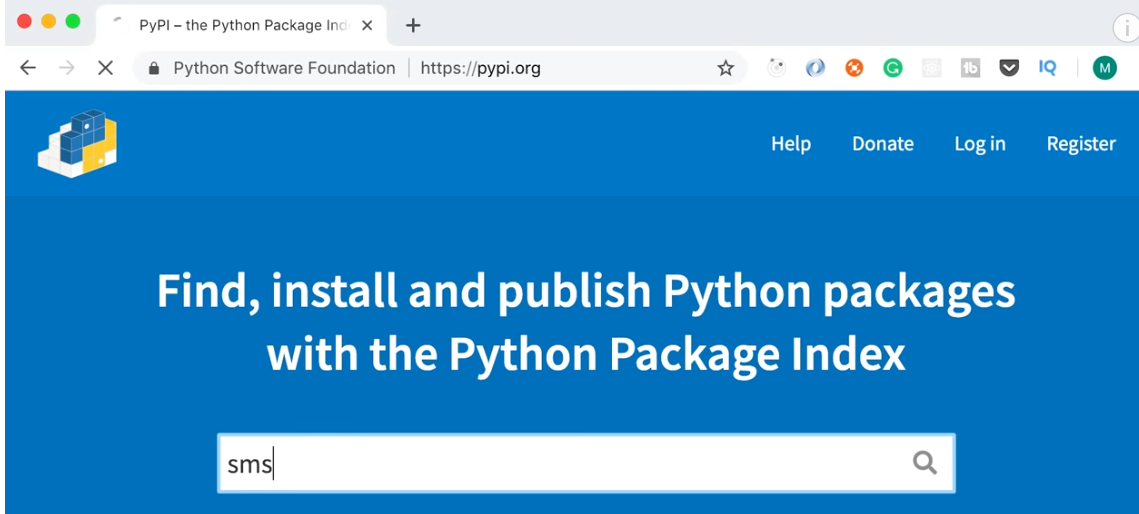 PyPI – the Python Package Ind
Python Software Foundation | https://pypi.org
G
1b
IQ
M
Help
Donate
Log in
Register
Find, install and publish Python packages
with the Python Package Index
sms